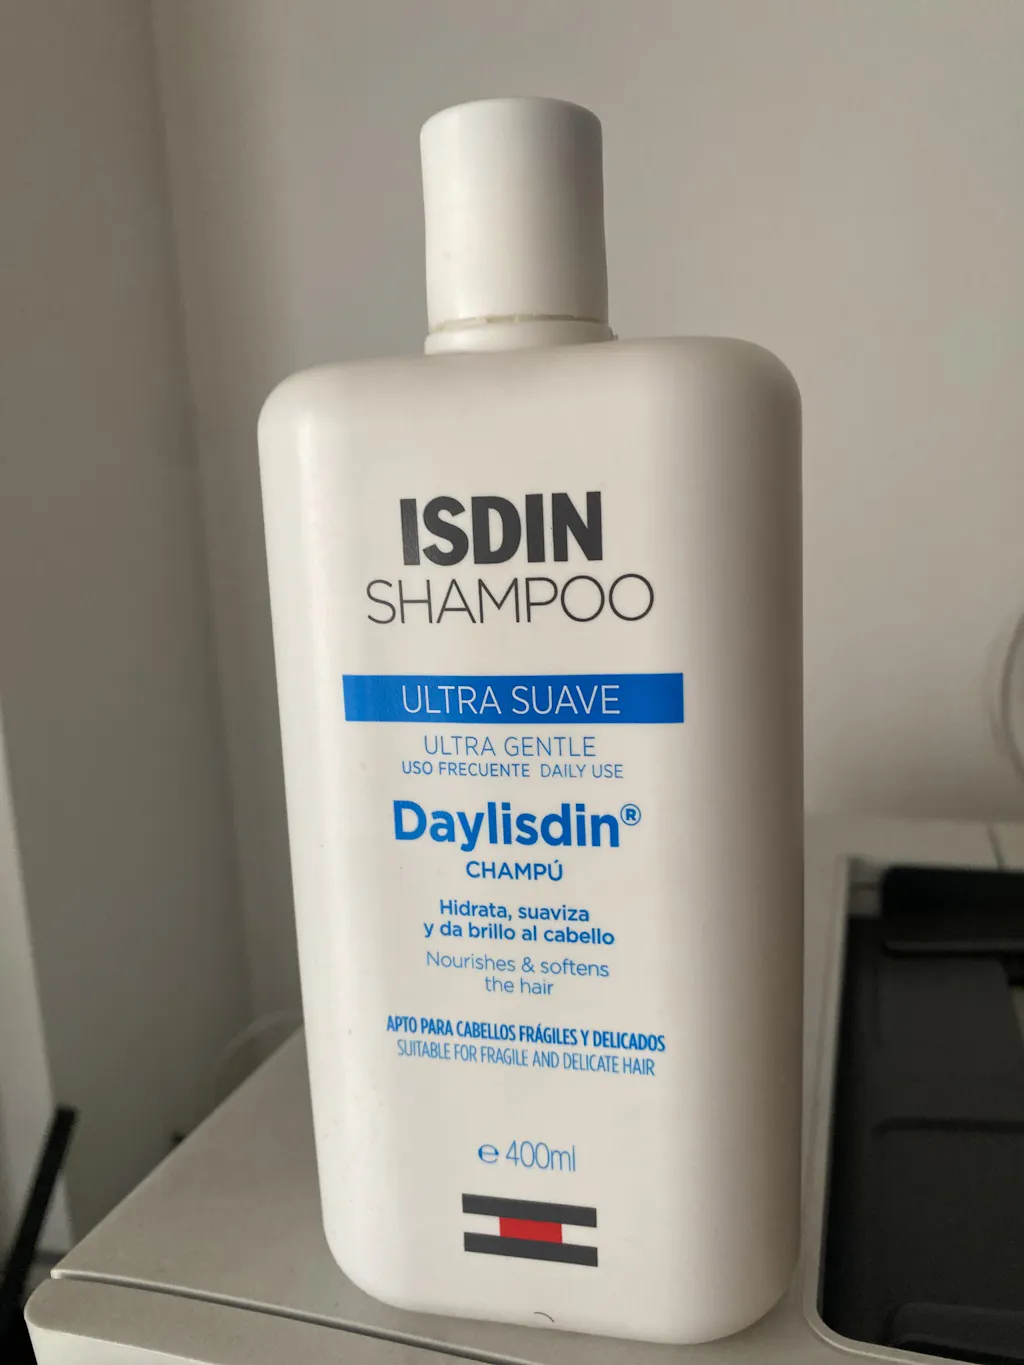 ISDIN
SHAMPOO
ULTRA SUAVE
ULTRA GENTLE
USO FRECUENTE DAILY USE
Daylisdin®
CHAMPÚ
Hidrata, suaviza
y da brillo al cabello
Nourishes & softens
the hair
APTO PARA CABELLOS FRÁGILES Y DELICADOS
SUITABLE FOR FRAGILE AND DELICATE HAIR
℮ 400ml